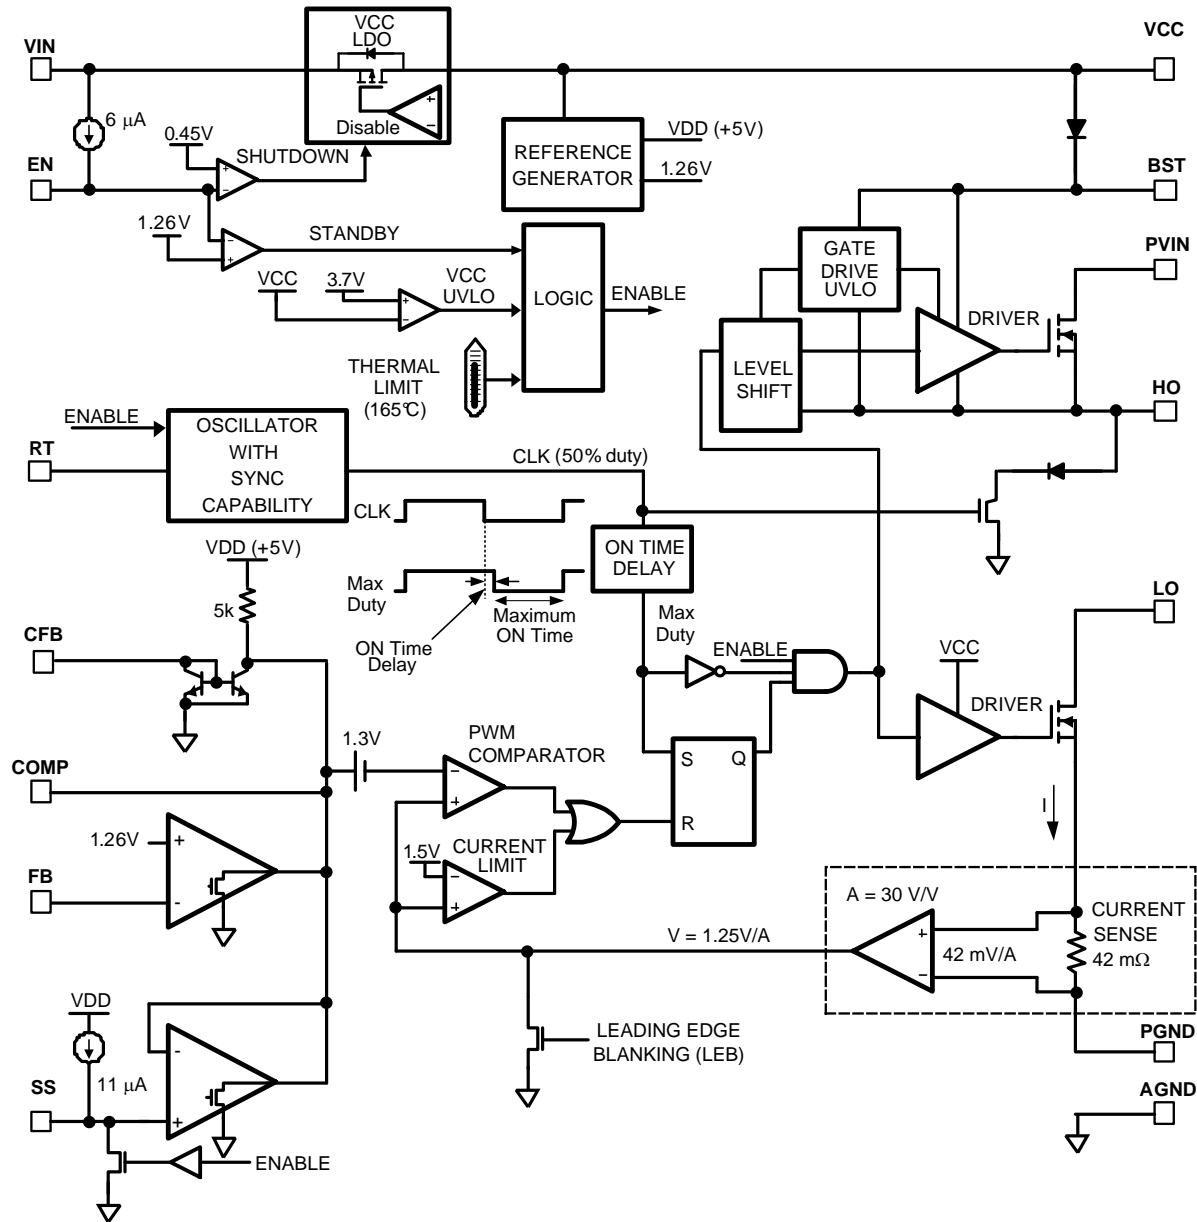 VCC
LDO
VIN
VCC
6 µA
0.45V
Disable
SHUTDOWN
EN
REFERENCE
GENERATOR
VDD (+5V)
1.26V
BST
1.26V
STANDBY
PVIN
GATE
DRIVE
UVLO
VCC
3.7V
VCC
UVLO
LOGIC
ENABLE
DRIVER
THERMAL
LIMIT
(165°C)
LEVEL
SHIFT
HO
ENABLE
RT
OSCILLATOR
WITH
SYNC
CAPABILITY
CLK (50% duty)
CLK
ON TIME
DELAY
VDD (+5V)
Max
Duty
Maximum
ON Time
ON Time
Delay
5k
LO
Max
Duty
ENABLE
VCC
CFB
DRIVER
1.3V
PWM
COMPARATOR
S
Q
R
COMP
I
1.26V
+
-
1.5V
CURRENT
LIMIT
−
+
−
+
FB
A = 30 V/V
CURRENT
SENSE
42 mΩ
42 mV/A
+
−
V = 1.25V/A
VDD
11 µA
-
+
SS
LEADING EDGE
BLANKING (LEB)
PGND
AGND
ENABLE
+
−
+
−
−
+
+
−